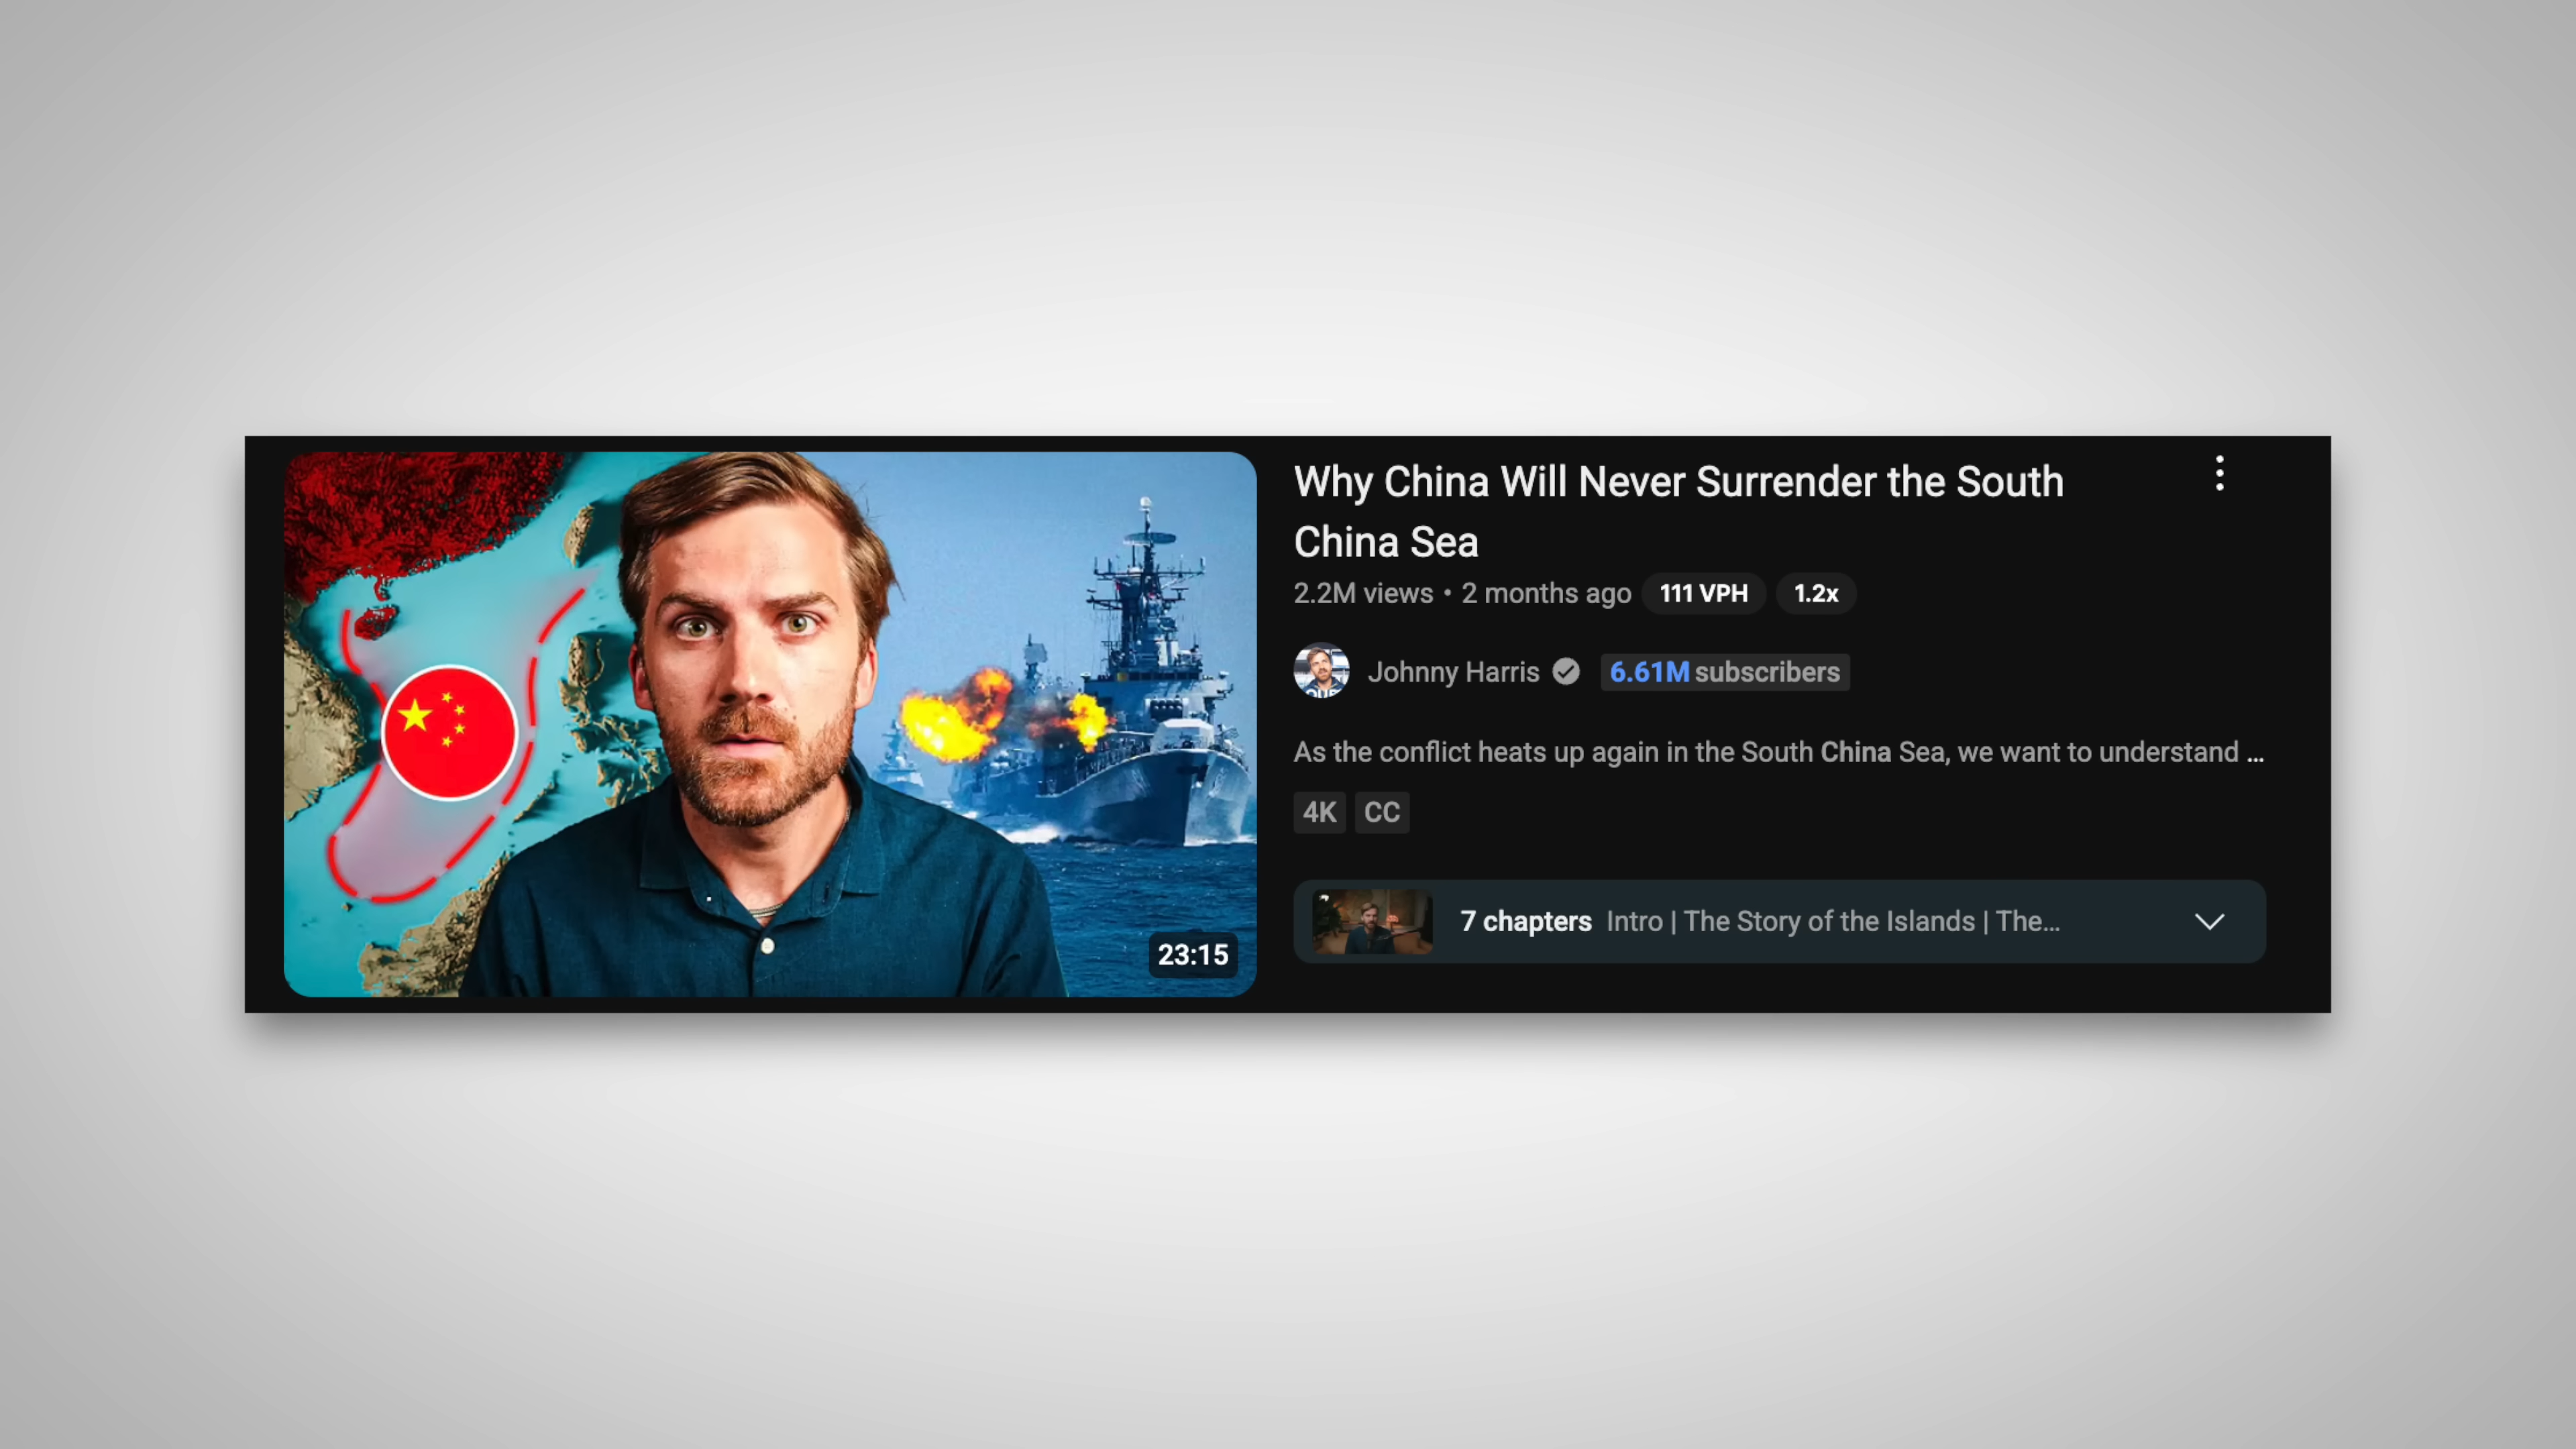 23:15
Why China Will Never Surrender the South
China Sea
2.2M views • 2 months ago 111 VPH 1.2x
Johnny Harris 6.61M subscribers
As the conflict heats up again in the South China Sea, we want to understand ...
4K CC
7 chapters Intro | The Story of the Islands | The...